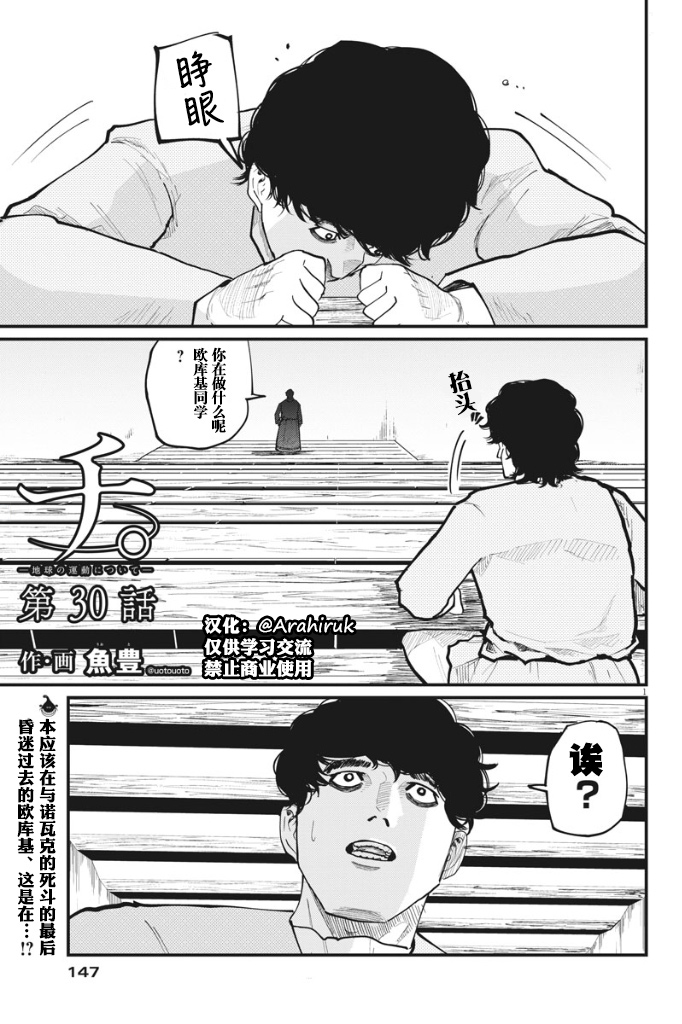 睁眼
你在做什么呢
欧库基同学
?
抬头
チ。
—地球の運動について—
第30話
作・画 魚豊
うおと
@uotouoto
汉化：@Arahiruk
仅供学习交流
禁止商业使用
1
诶?
本应该在与诺瓦克的死斗的最后
昏迷过去的欧库基、这是在…!?
147